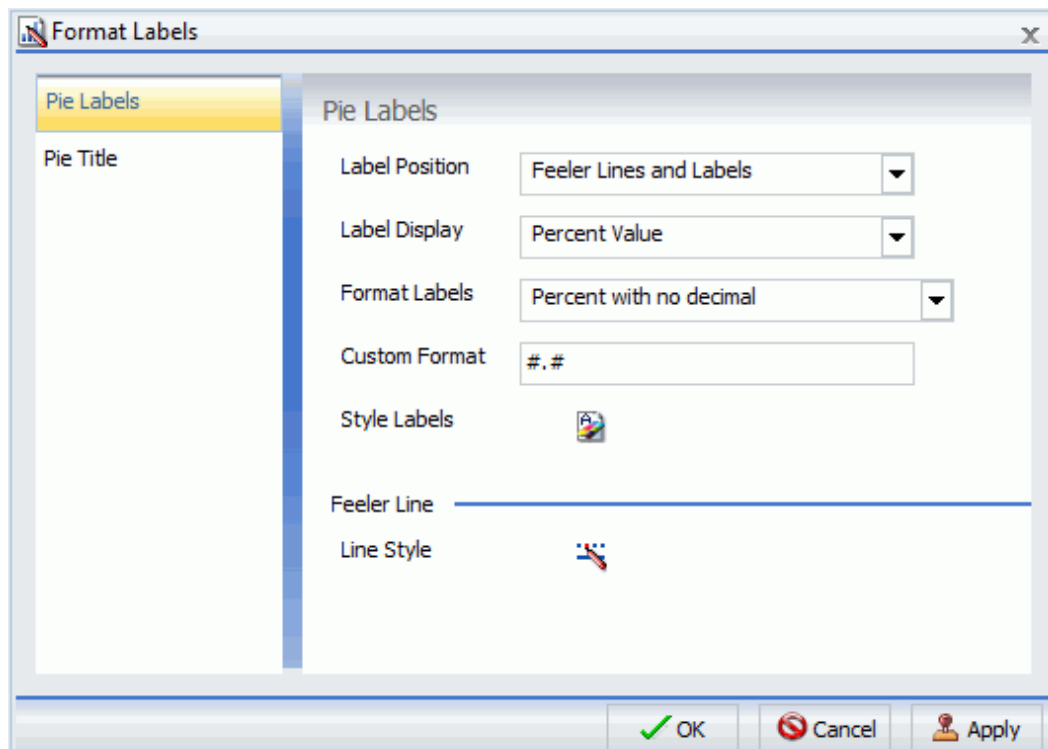 Format Labels
x
Pie Labels
Pie Title
Pie Labels
Label Position Feeler Lines and Labels
Label Display Percent Value
Format Labels Percent with no decimal
Custom Format #.#
Style Labels
Feeler Line
Line Style
OK Cancel Apply